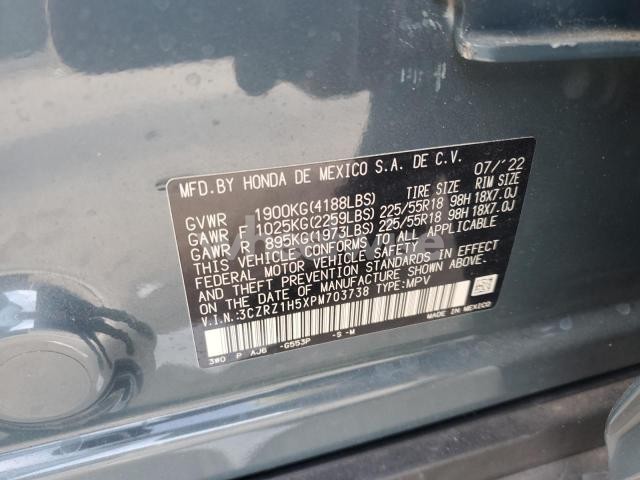 MFD.BY HONDA DE MEXICO S.A. DE C.V. 07/'22
GVWR 1900KG(4188LBS) TIRE SIZE RIM SIZE
GAWR F 1025KG(2259LBS) 225/55R18 98H 18X7.0J
GAWR R 895KG(1973LBS) 225/55R18 98H 18X7.0J
THIS VEHICLE CONFORMS TO ALL APPLICABLE
FEDERAL MOTOR VEHICLE SAFETY
AND THEFT PREVENTION STANDARDS IN EFFECT
ON THE DATE OF MANUFACTURE SHOWN ABOVE.
V.I.N.:3CZRZ1H5XPM703738 TYPE:MPV
MADE IN MEXICO
3W0 P AJ6 -G553P -S-M